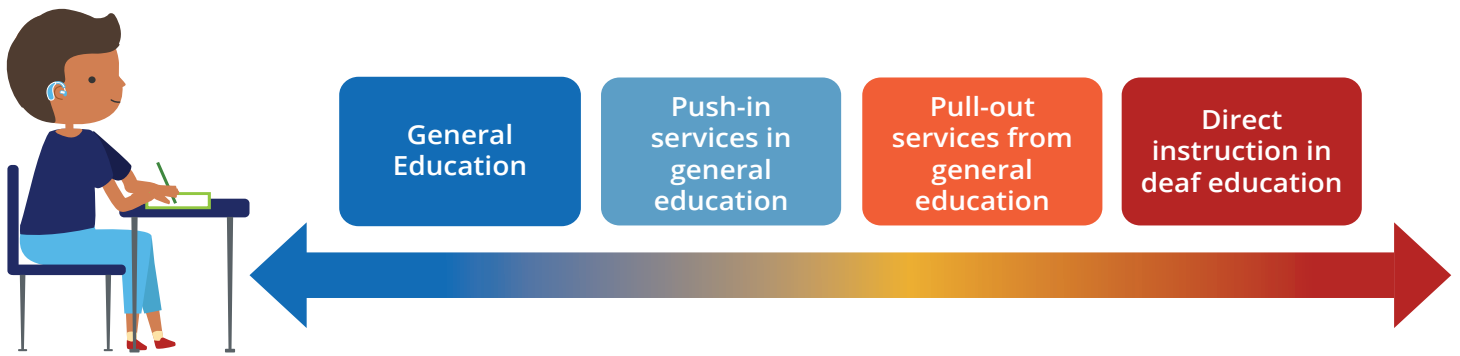 General
Education
Push-in
services in
general
education
Pull-out
services from
general
education
Direct
instruction in
deaf education